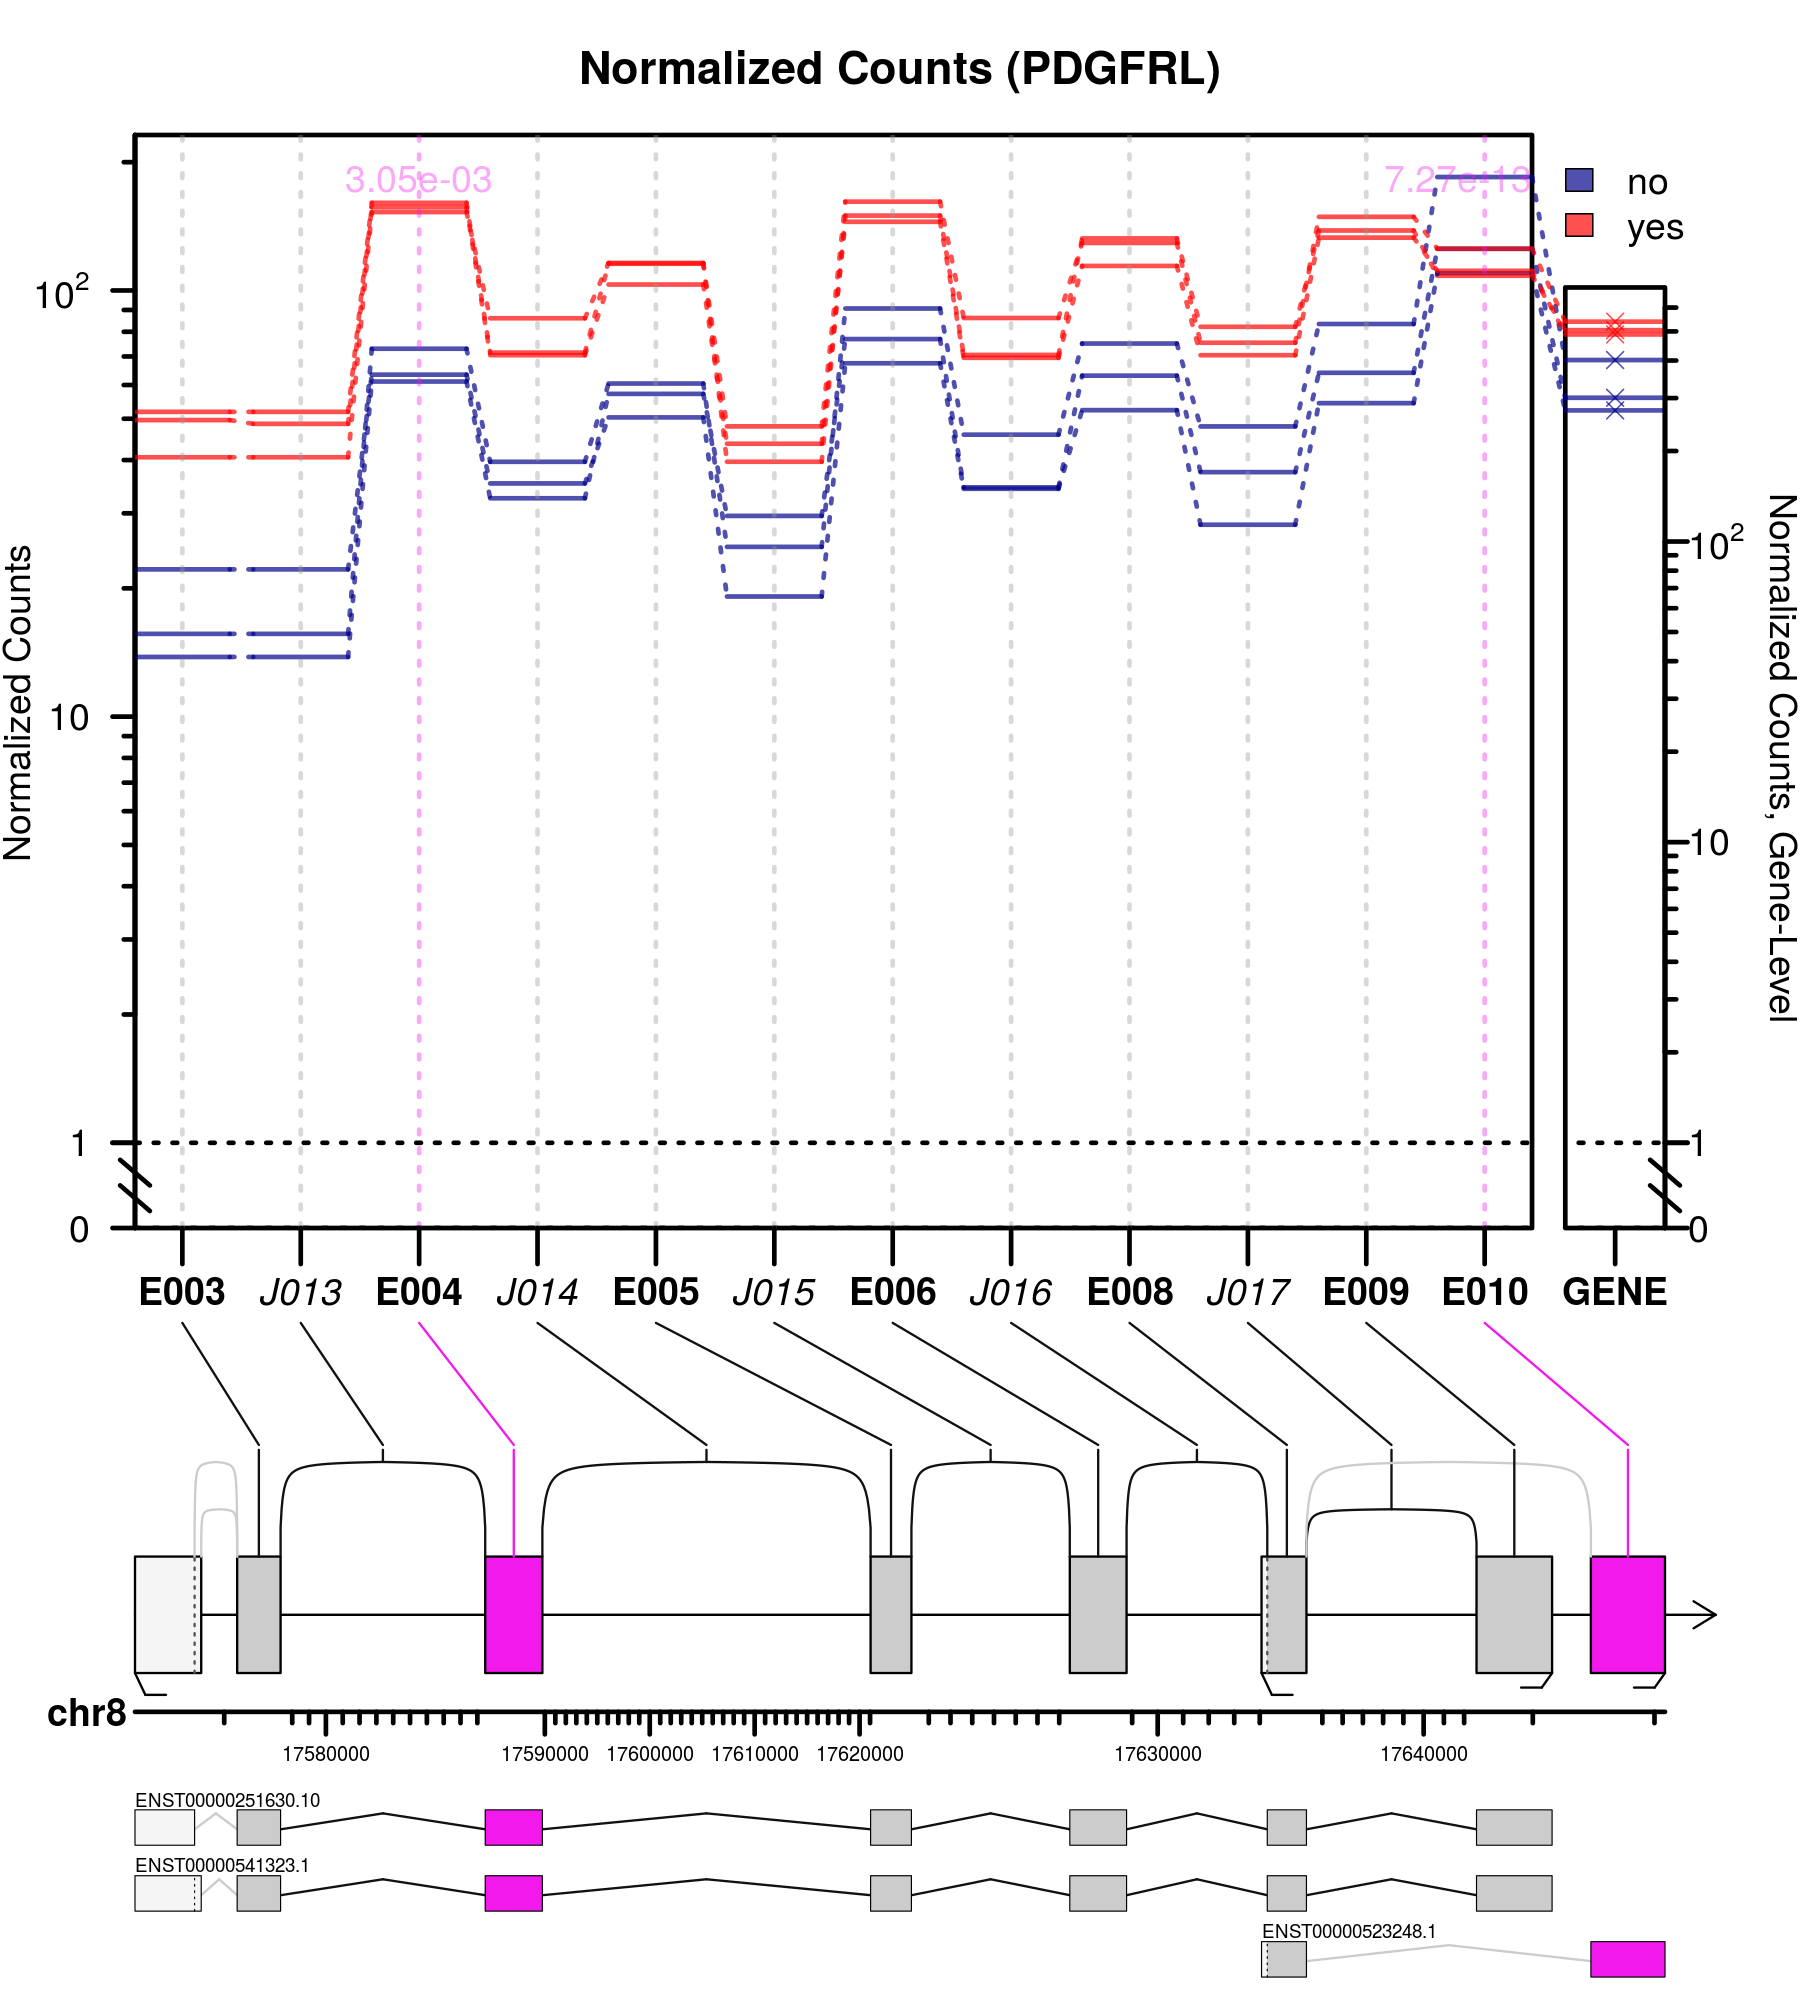 Normalized Counts (PDGFRL)
3.05e-03
7.27e-13
no
yes
Normalized Counts
10²
10
1
0
Normalized Counts, Gene-Level
10²
10
1
0
E003 J013 E004 J014 E005 J015 E006 J016 E008 J017 E009 E010 GENE
chr8
17580000 17590000 17600000 17610000 17620000 17630000 17640000
ENST00000251630.10
ENST00000541323.1
ENST00000523248.1